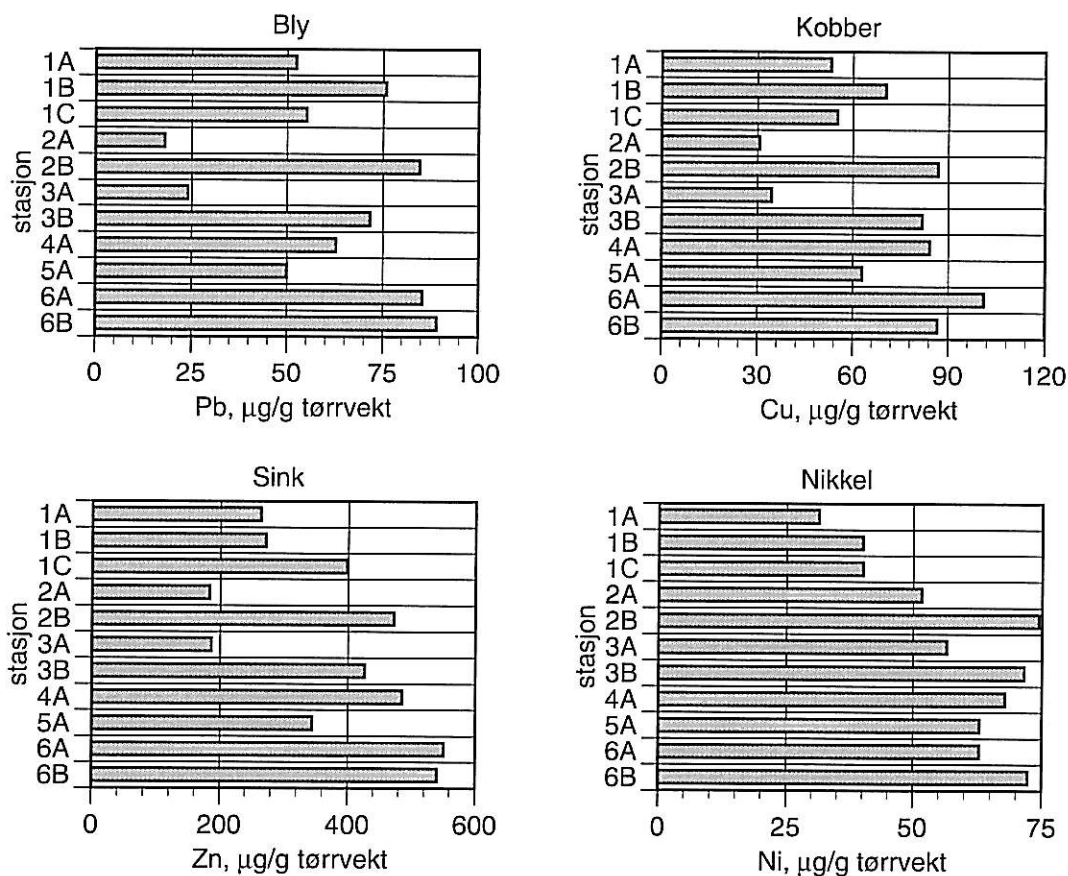 Bly
stasjon
1A
1B
1C
2A
2B
3A
3B
4A
5A
6A
6B
0 25 50 75 100
Pb, µg/g tørrvekt
Kobber
stasjon
1A
1B
1C
2A
2B
3A
3B
4A
5A
6A
6B
0 30 60 90 120
Cu, µg/g tørrvekt
Sink
stasjon
1A
1B
1C
2A
2B
3A
3B
4A
5A
6A
6B
0 200 400 600
Zn, µg/g tørrvekt
Nikkel
stasjon
1A
1B
1C
2A
2B
3A
3B
4A
5A
6A
6B
0 25 50 75
Ni, µg/g tørrvekt